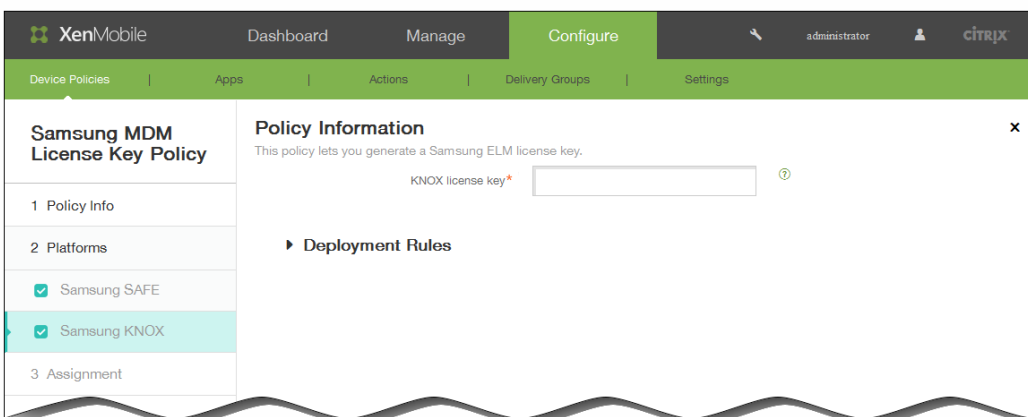 XenMobile Dashboard Manage Configure administrator CİTRIX
Device Policies | Apps | Actions | Delivery Groups | Settings
Samsung MDM
License Key Policy
1 Policy Info
2 Platforms
Samsung SAFE
Samsung KNOX
3 Assignment
Policy Information
This policy lets you generate a Samsung ELM license key.
KNOX license key*
Deployment Rules